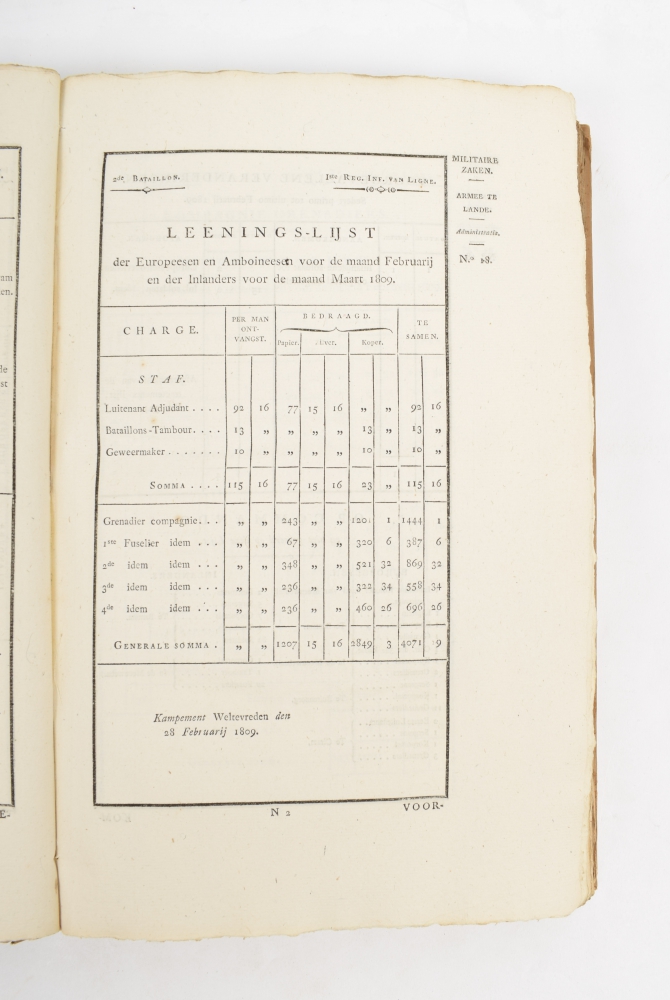 MILITAIRE
ZAKEN.
ARMEE TE
LANDE.
Administratie.
N.º 28.
2de. BATAILLON. 1ste REG. INF. VAN LIGNE.
LEENINGS-LIJST
der Europeesen en Amboineesen voor de maand Februarij
en der Inlanders voor de maand Maart 1809.
CHARGE. PER MAN ONT- VANGST. BEDRAAGD. TE SAMEN.
Papier. Zilver. Koper.
STAF.
Luitenant Adjudant . . . . 92 16 77 15 16 „ „ 92 16
Bataillons-Tambour. . . . 13 „ „ „ „ 13 „ 13 „
Geweermaker . . . . . . . 10 „ „ „ „ 10 „ 10 „
SOMMA . . . . 115 16 77 15 16 23 „ 115 16
Grenadier compagnie. . . „ „ 243 „ „ 1201 1 1444 1
1ste Fuselier idem . . . „ „ 67 „ „ 320 6 387 6
2de idem idem . . . „ „ 348 „ „ 521 32 869 32
3de idem idem . . . „ „ 236 „ „ 322 34 558 34
4de idem idem . . . „ „ 236 „ „ 460 26 696 26
GENERALE SOMMA . „ „ 1207 15 16 2849 3 4071 9
Kampement Weltevreden den
28 Februarij 1809.
N 2
VOOR-
am
en.
de
st
E-